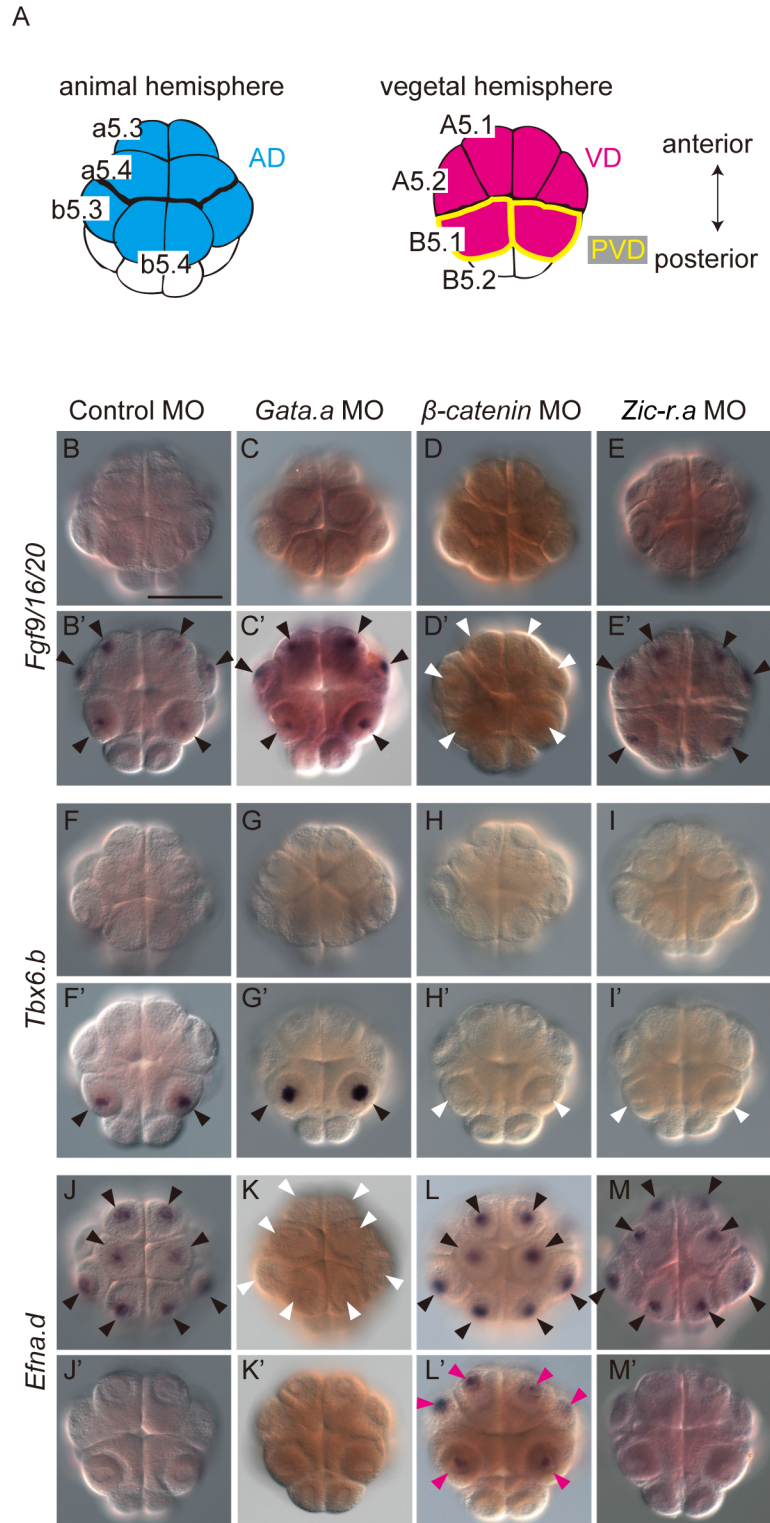 A
animal hemisphere
vegetal hemisphere
a5.3
a5.4
b5.3
b5.4
AD
A5.1
A5.2
B5.1
B5.2
VD
PVD
anterior
posterior
Control MO
Gata.a MO
β-catenin MO
Zic-r.a MO
Fgf9/16/20
B
C
D
E
B’
C’
D’
E’
Tbx6.b
F
G
H
I
F’
G’
H’
I’
Efna.d
J
K
L
M
J’
K’
L’
M’